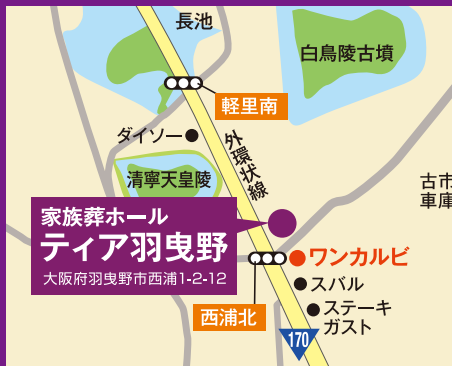 長池
白鳥陵古墳
軽里南
ダイソー
外環状線
清寧天皇陵
古市
車庫
家族葬ホール
ティア羽曳野
大阪府羽曳野市西浦1-2-12
ワンカルビ
スバル
西浦北
ステーキ
ガスト
170